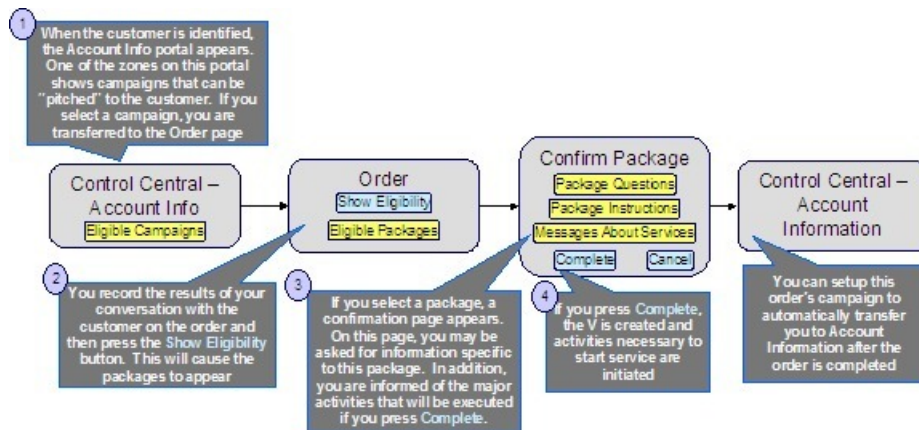 1
When the customer is identified,
the Account Info portal appears.
One of the zones on this portal
shows campaigns that can be
"pitched" to the customer. If you
select a campaign, you are
transferred to the Order page
Control Central –
Account Info
Eligible Campaigns
Order
Show Eligibility
Eligible Packages
Confirm Package
Package Questions
Package Instructions
Messages About Services
Complete Cancel
Control Central –
Account
Information
2
You record the results of your
conversation with the
customer on the order and
then press the Show Eligibility
button. This will cause the
packages to appear
3
If you select a package, a
confirmation page appears.
On this page, you may be
asked for information specific
to this package. In addition,
you are informed of the major
activities that will be executed
if you press Complete.
4
If you press Complete,
the V is created and
activities necessary to
start service are
initiated
You can setup this
order's campaign to
automatically transfer
you to Account
Information after the
order is completed